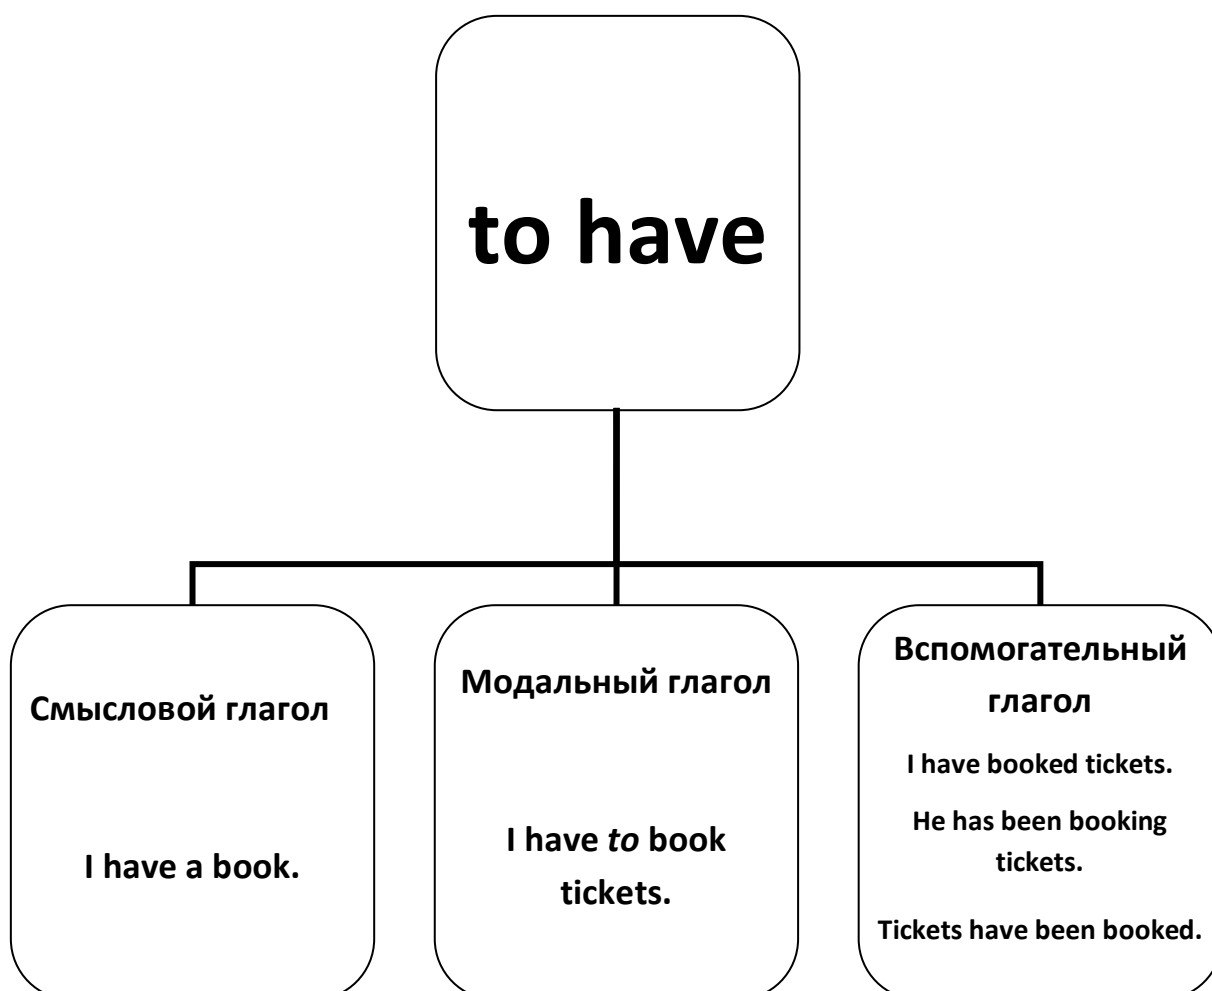 to have
Смысловой глагол
I have a book.
Модальный глагол
I have to book
tickets.
Вспомогательный
глагол
I have booked tickets.
He has been booking
tickets.
Tickets have been booked.